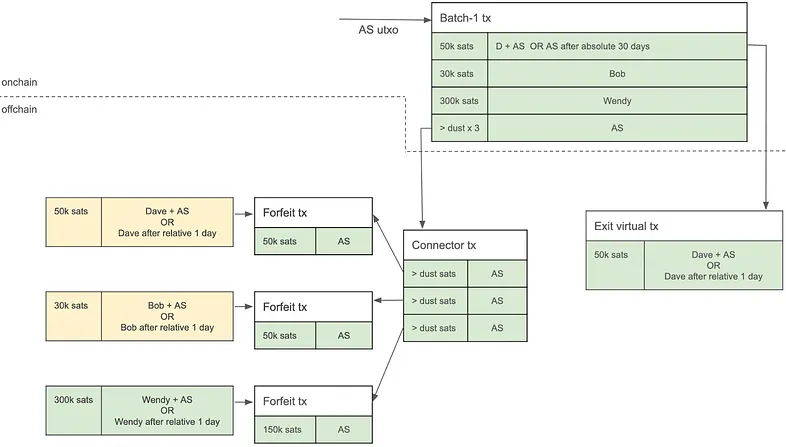 AS utxo
Batch-1 tx
50k sats D + AS OR AS after absolute 30 days
30k sats Bob
300k sats Wendy
> dust x 3 AS
onchain
offchain
50k sats Dave + AS
OR
Dave after relative 1 day
Forfeit tx
50k sats AS
30k sats Bob + AS
OR
Bob after relative 1 day
Forfeit tx
50k sats AS
300k sats Wendy + AS
OR
Wendy after relative 1 day
Forfeit tx
150k sats AS
Connector tx
> dust sats AS
> dust sats AS
> dust sats AS
Exit virtual tx
50k sats Dave + AS
OR
Dave after relative 1 day